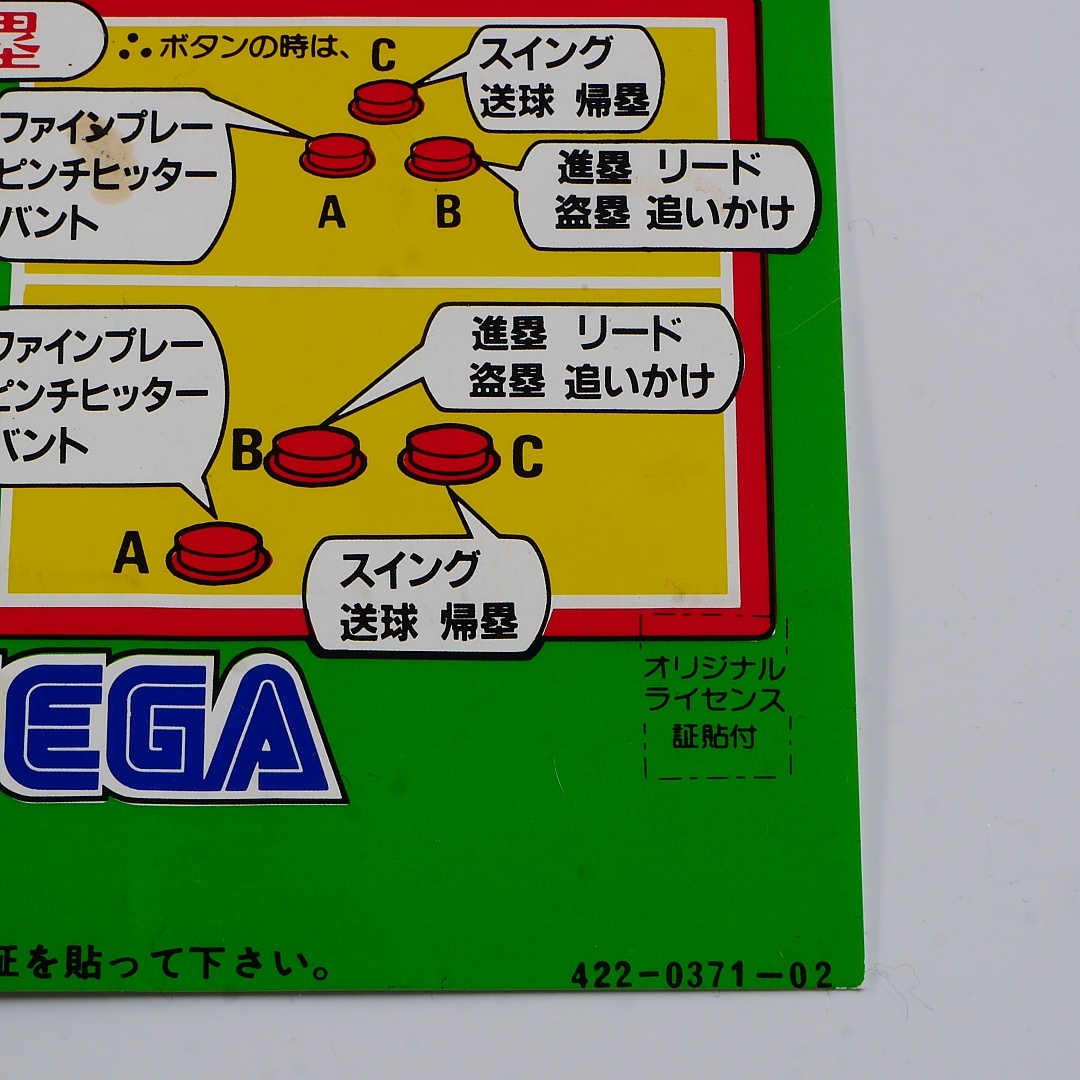 塁
∴ボタンの時は、
C
スイング
送球 帰塁
ファインプレー
ピンチヒッター
バント
A
B
進塁 リード
盗塁 追いかけ
ファインプレー
ピンチヒッター
バント
進塁 リード
盗塁 追いかけ
B
C
A
スイング
送球 帰塁
EGA
オリジナル
ライセンス
証貼付
証を貼って下さい。
422-0371-02